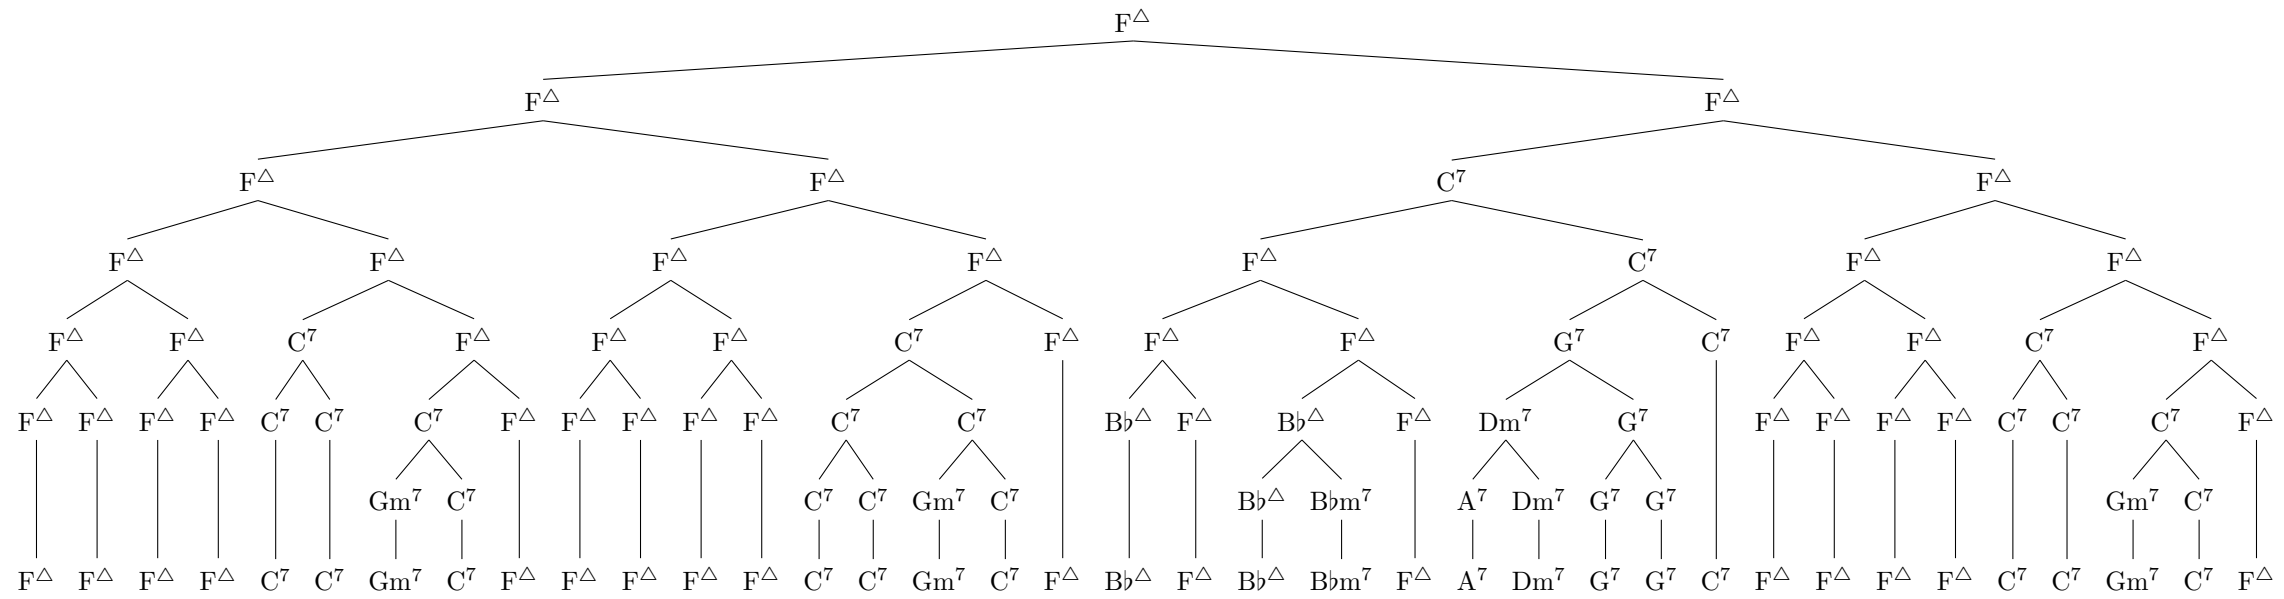 F△
F△ F△
F△ F△ C⁷ F△
F△ F△ F△ F△ F△ C⁷ F△ F△
F△ F△ C⁷ F△ F△ F△ C⁷ F△ F△ F△ G⁷ C⁷ F△ F△ C⁷ F△
F△ F△ F△ F△ C⁷ C⁷ C⁷ F△ F△ F△ F△ F△ C⁷ C⁷ B♭△ F△ B♭△ F△ Dm⁷ G⁷ F△ F△ F△ F△ C⁷ C⁷ C⁷ F△
Gm⁷ C⁷ C⁷ C⁷ Gm⁷ C⁷ B♭△ B♭m⁷ A⁷ Dm⁷ G⁷ G⁷ Gm⁷ C⁷
F△ F△ F△ F△ C⁷ C⁷ Gm⁷ C⁷ F△ F△ F△ F△ F△ C⁷ C⁷ Gm⁷ C⁷ F△ B♭△ F△ B♭△ B♭m⁷ F△ A⁷ Dm⁷ G⁷ G⁷ C⁷ F△ F△ F△ F△ C⁷ C⁷ Gm⁷ C⁷ F△